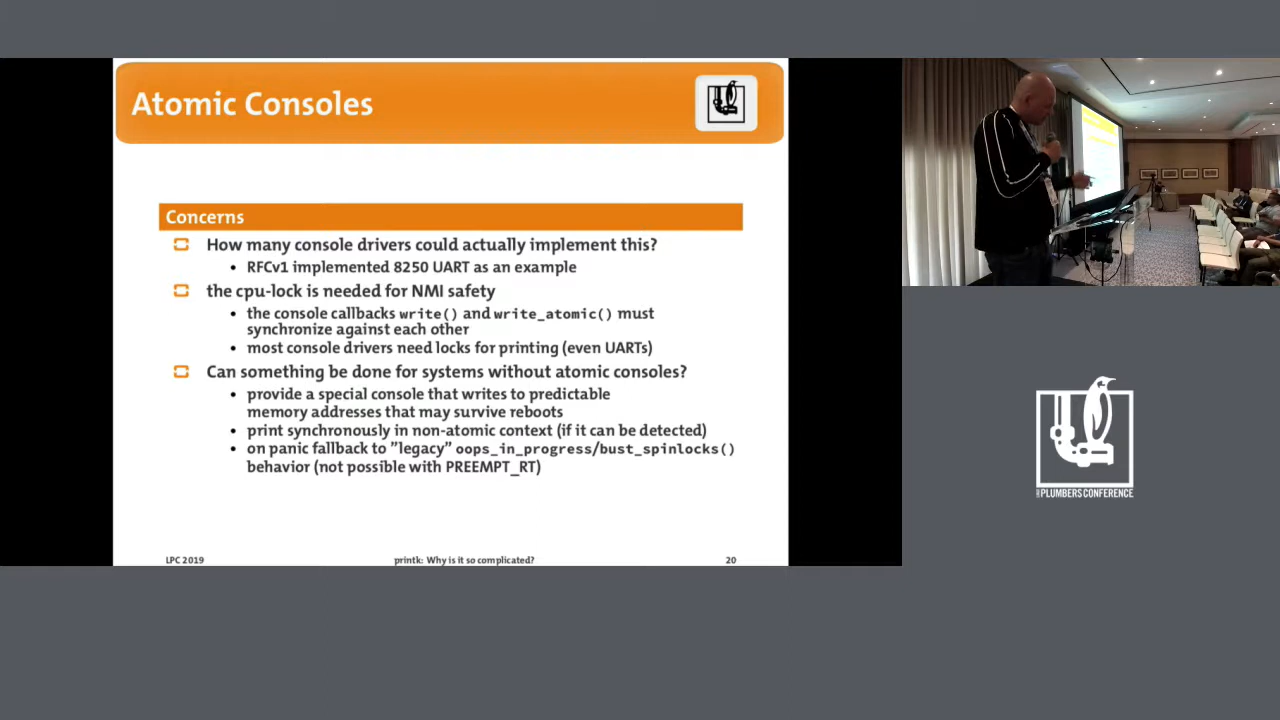 Atomic Consoles
Concerns
How many console drivers could actually implement this?
• RFCv1 implemented 8250 UART as an example
the cpu-lock is needed for NMI safety
• the console callbacks write() and write_atomic() must
synchronize against each other
• most console drivers need locks for printing (even UARTs)
Can something be done for systems without atomic consoles?
• provide a special console that writes to predictable
memory addresses that may survive reboots
• print synchronously in non-atomic context (if it can be detected)
• on panic fallback to ”legacy” oops_in_progress/bust_spinlocks()
behavior (not possible with PREEMPT_RT)
LPC 2019 printk: Why is it so complicated? 20
PLUMBERS CONFERENCE